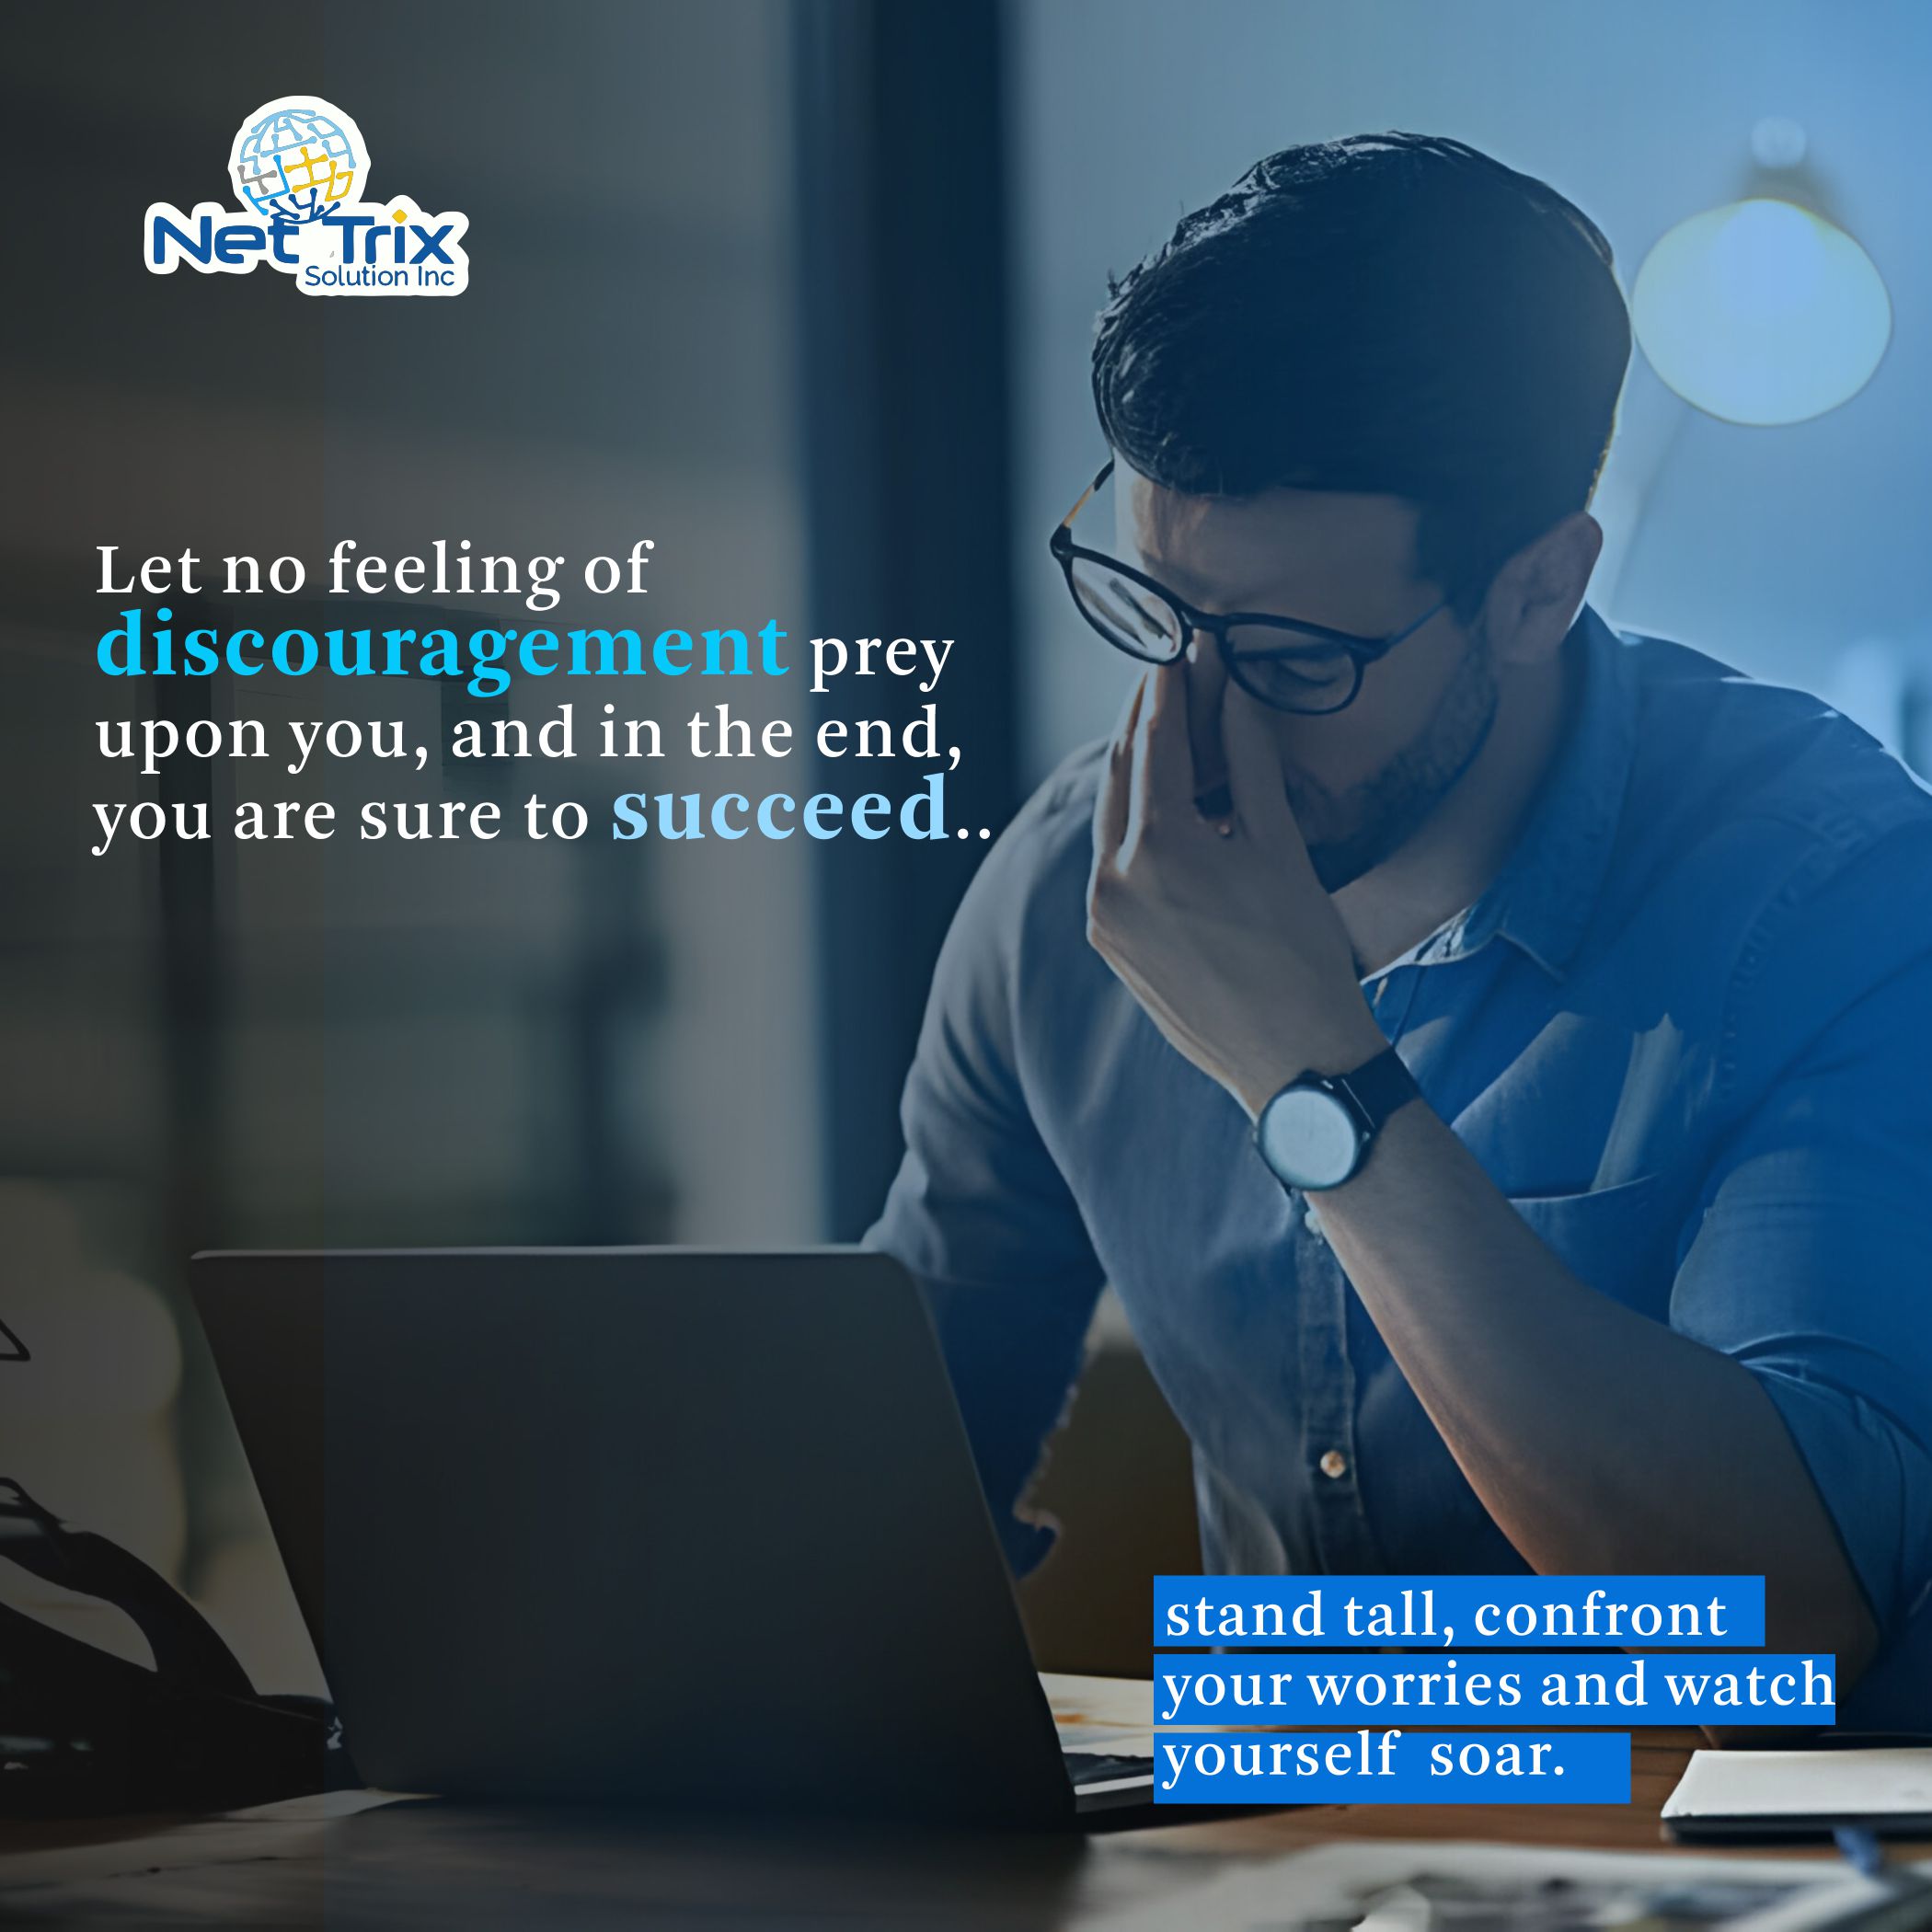 Net Trix
Solution Inc
Let no feeling of
discouragement prey
upon you, and in the end,
you are sure to succeed..
stand tall, confront
your worries and watch
yourself soar.